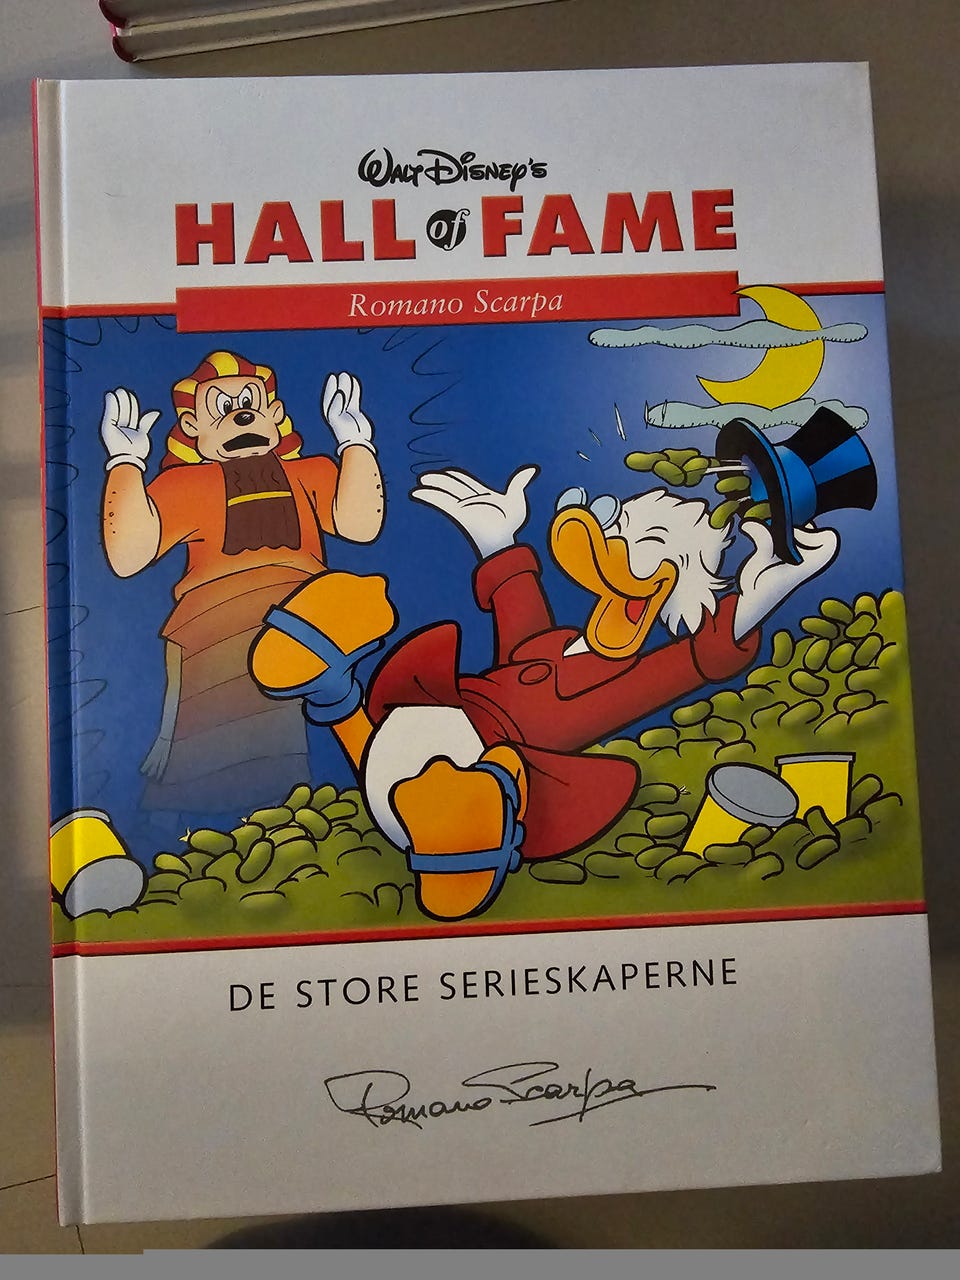 WALT DISNEY'S
HALL of FAME
Romano Scarpa
DE STORE SERIESKAPERNE
Romano Scarpa